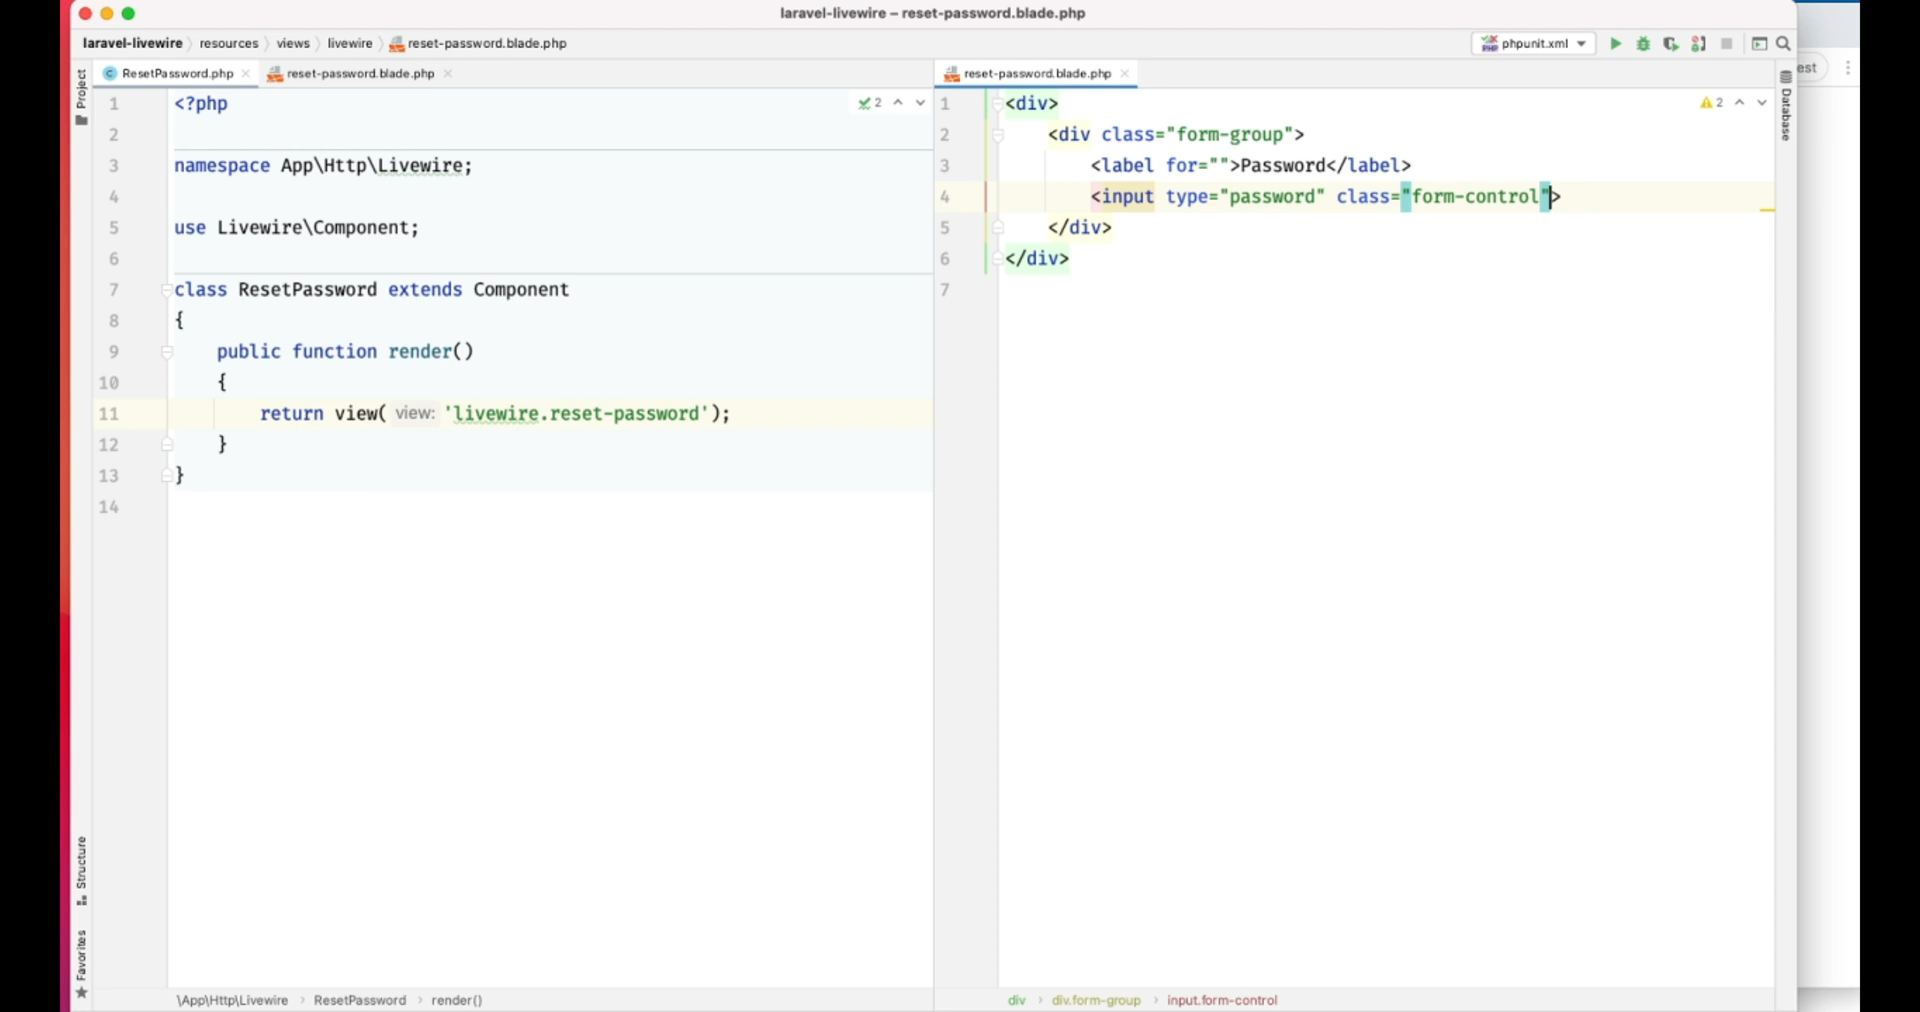 laravel-livewire – reset-password.blade.php
laravel-livewire › resources › views › livewire › reset-password.blade.php
phpunit.xml
est
Project
ResetPassword.php
reset-password.blade.php
1 <?php
2
3 namespace App\Http\Livewire;
4
5 use Livewire\Component;
6
7 class ResetPassword extends Component
8 {
9 public function render()
10 {
11 return view( view: 'livewire.reset-password');
12 }
13 }
14
2
\App\Http\Livewire › ResetPassword › render()
reset-password.blade.php
1 <div>
2 <div class="form-group">
3 <label for="">Password</label>
4 <input type="password" class="form-control">
5 </div>
6 </div>
7
2
div › div.form-group › input.form-control
Database
Structure
Favorites